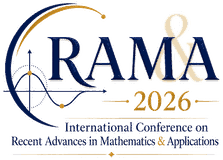 RAMA&
2026
International Conference on
Recent Advances in Mathematics & Applications